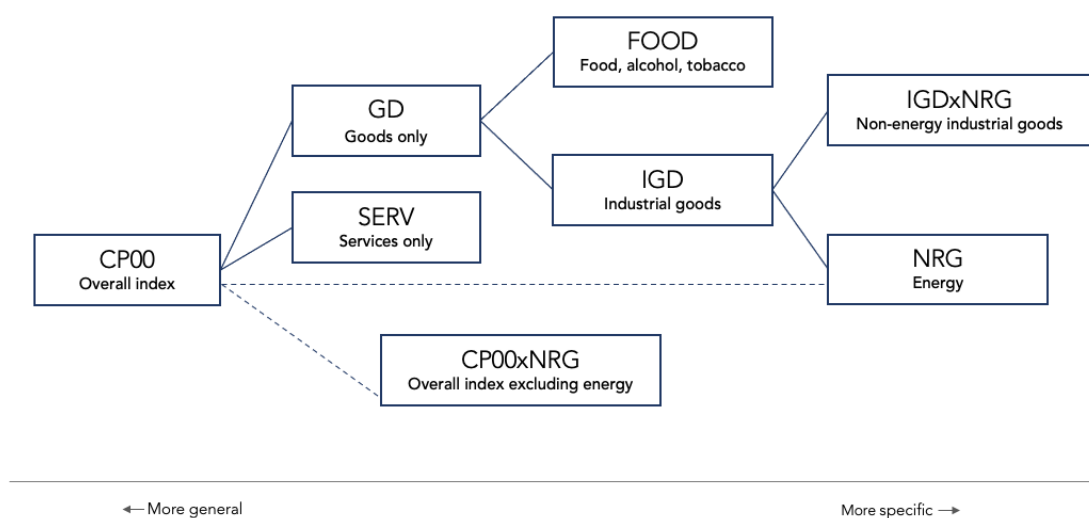 FOOD
Food, alcohol, tobacco
GD
Goods only
IGDxNRG
Non-energy industrial goods
IGD
Industrial goods
SERV
Services only
CP00
Overall index
NRG
Energy
CP00xNRG
Overall index excluding energy
← More general
More specific →